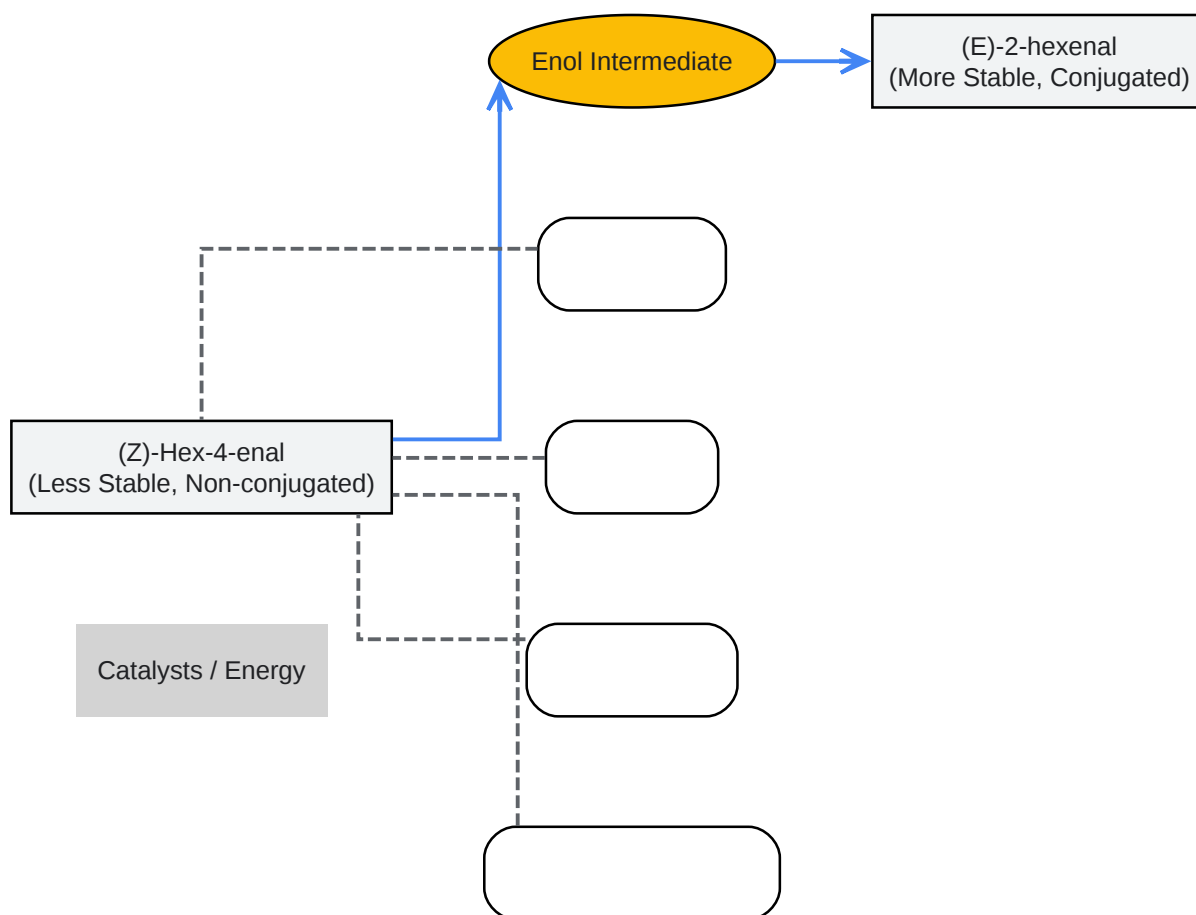 Enol Intermediate
(E)-2-hexenal
(More Stable, Conjugated)
(Z)-Hex-4-enal
(Less Stable, Non-conjugated)
Catalysts / Energy